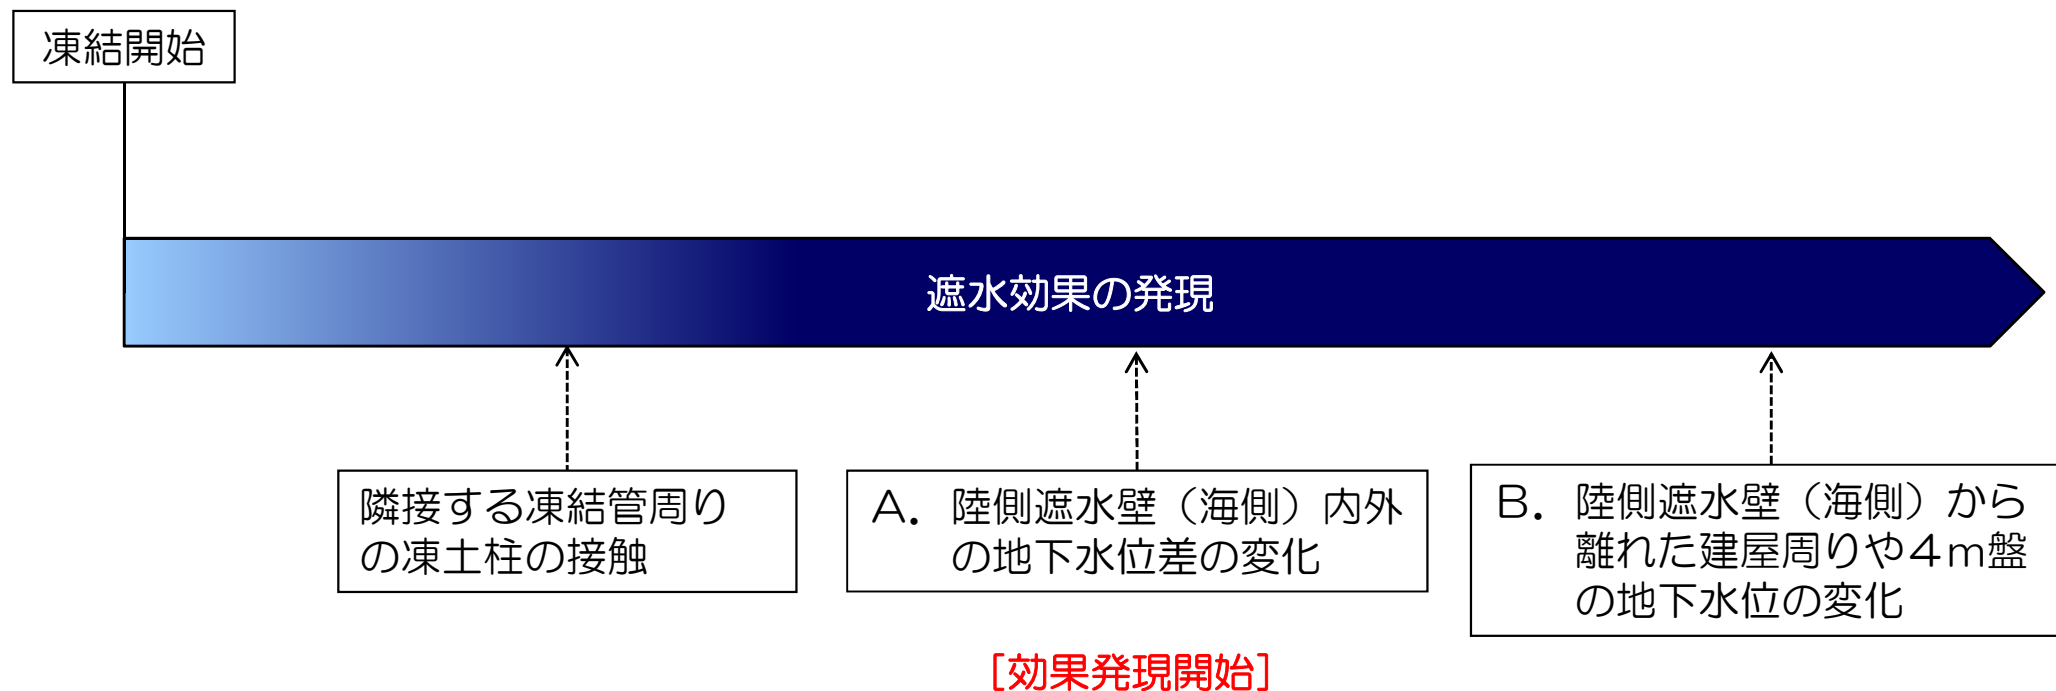 凍結開始
遮水効果の発現
隣接する凍結管周り
の凍土柱の接触
A．陸側遮水壁（海側）内外
の地下水位差の変化
B．陸側遮水壁（海側）から
離れた建屋周りや４ｍ盤
の地下水位の変化
[効果発現開始]